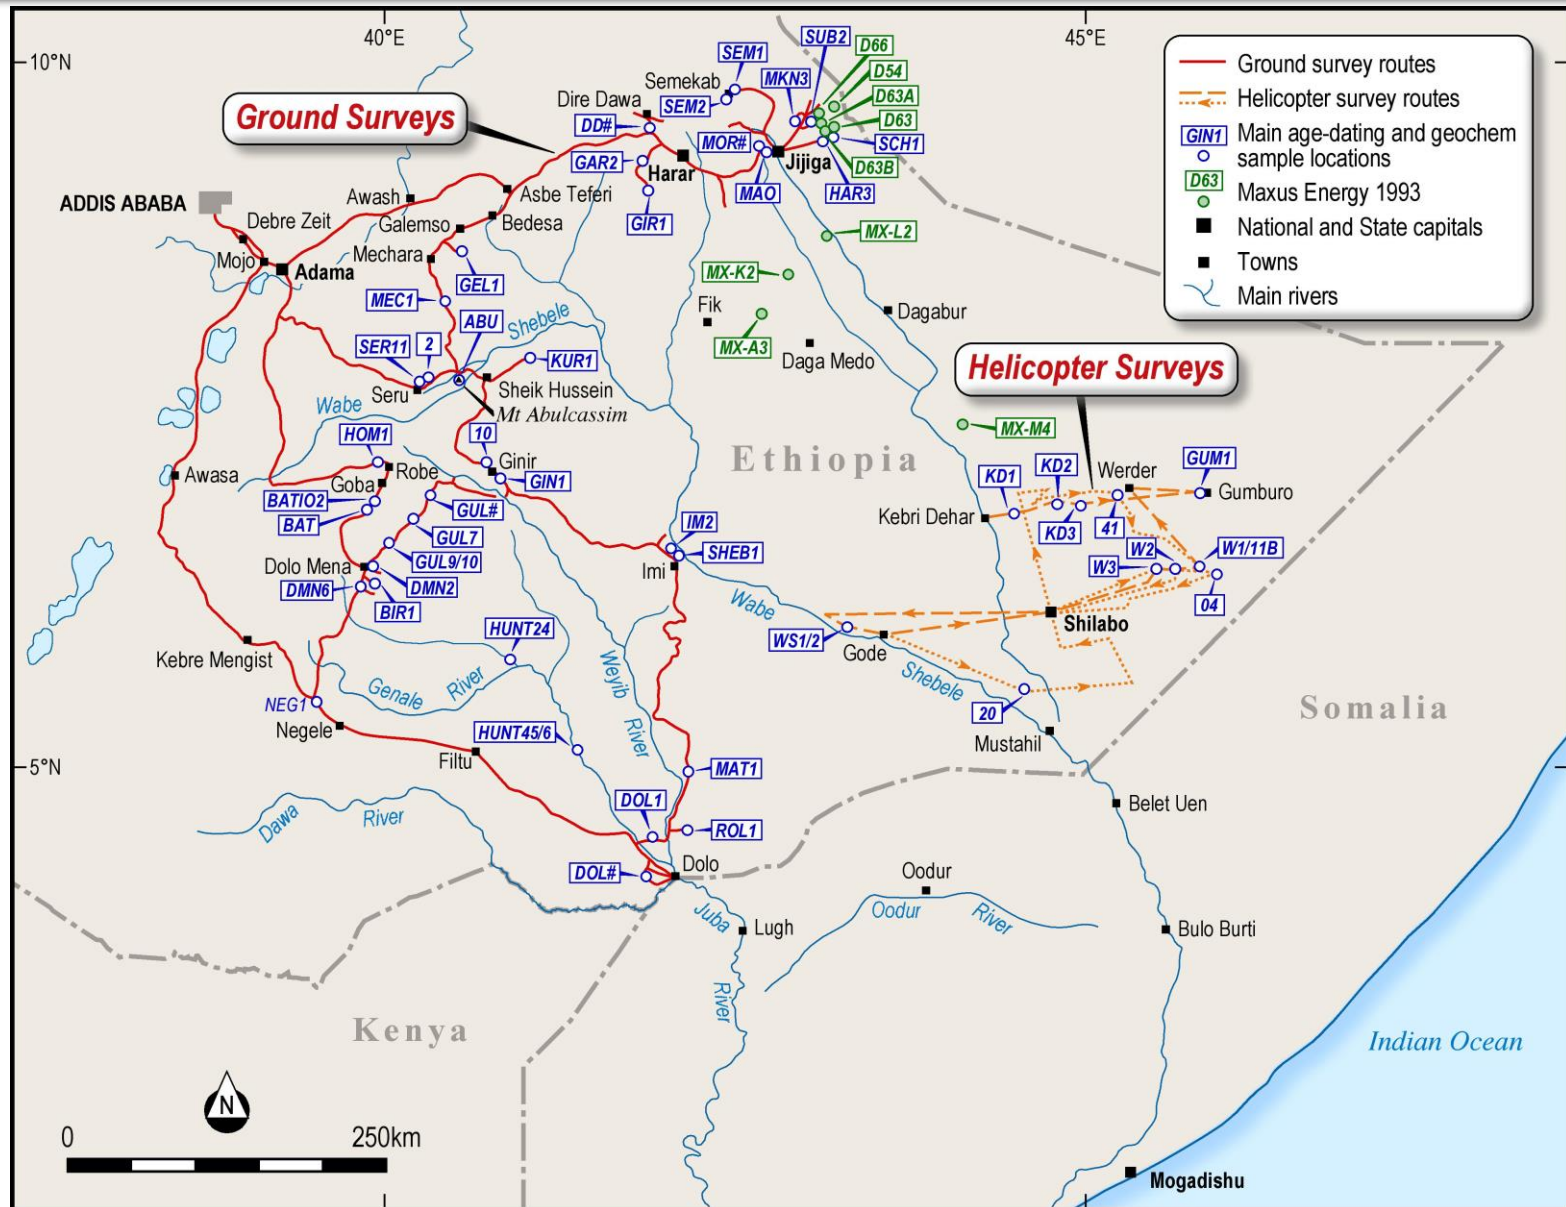 40°E
45°E
10°N
5°N
Ground survey routes
Helicopter survey routes
GIN1
Main age-dating and geochem
sample locations
D63
Maxus Energy 1993
National and State capitals
Towns
Main rivers
Ground Surveys
Helicopter Surveys
SUB2
D66
SEM1
MKN3
D54
Semekab
D63A
Dire Dawa
SEM2
DD#
D63
MOR#
SCH1
GAR2
Jijiga
D63B
Harar
MAO
HAR3
GIR1
ADDIS ABABA
Awash
Asbe Teferi
Debre Zeit
Galemso
Bedesa
Mojo
Mechara
Adama
GEL1
MEC1
ABU
Shebele
MX-L2
MX-K2
Fik
MX-A3
Dagabur
Daga Medo
SER11
2
KUR1
Seru
Sheik Hussein
Mt Abulcassim
Wabe
HOM1
10
Ginir
Robe
Goba
GIN1
Awasa
BATIO2
BAT
GUL#
GUL7
GUL9/10
Dolo Mena
DMN2
DMN6
BIR1
Ethiopia
MX-M4
KD1
KD2
Werder
GUM1
Gumburo
Kebri Dehar
KD3
41
W2
W1/11B
W3
04
IM2
SHEB1
Imi
Wabe
Shilabo
WS1/2
Gode
Shebele
20
Mustahil
Somalia
Kebre Mengist
HUNT24
Genale
River
Weyib
River
NEG1
Negele
HUNT45/6
Filtu
MAT1
DOL1
ROL1
Belet Uen
Dawa
River
DOL#
Dolo
Oodur
Oodur
River
Juba
Lugh
Bulo Burti
River
Kenya
Indian Ocean
N
0
250km
Mogadishu